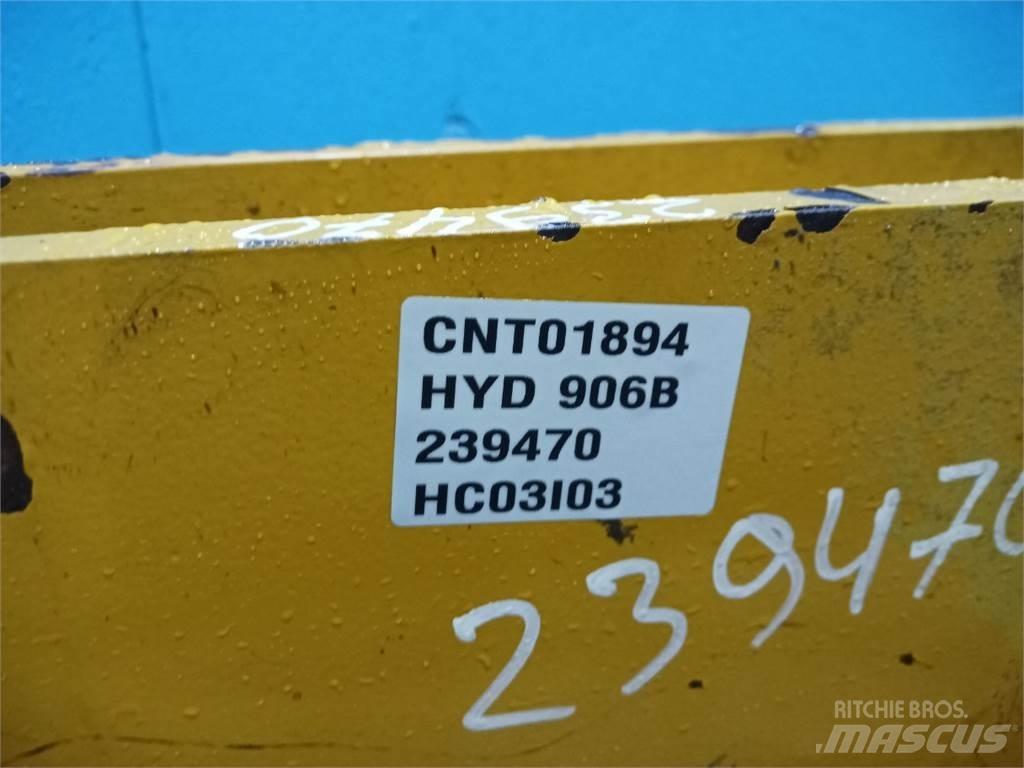 239470
CNT01894
HYD 906B
239470
HC03I03
239470
RITCHIE BROS.
MASCUS